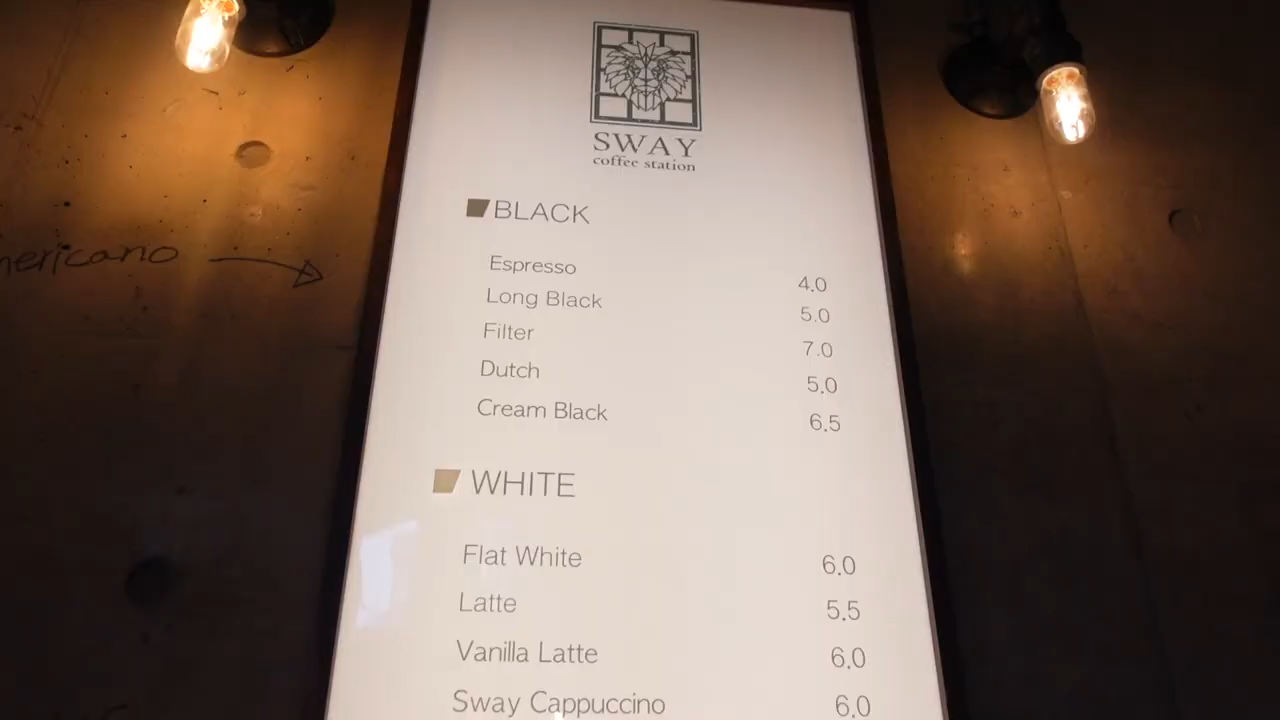 SWAY
coffee station
BLACK
Espresso 4.0
Long Black 5.0
Filter 7.0
Dutch 5.0
Cream Black 6.5
WHITE
Flat White 6.0
Latte 5.5
Vanilla Latte 6.0
Sway Cappuccino 6.0